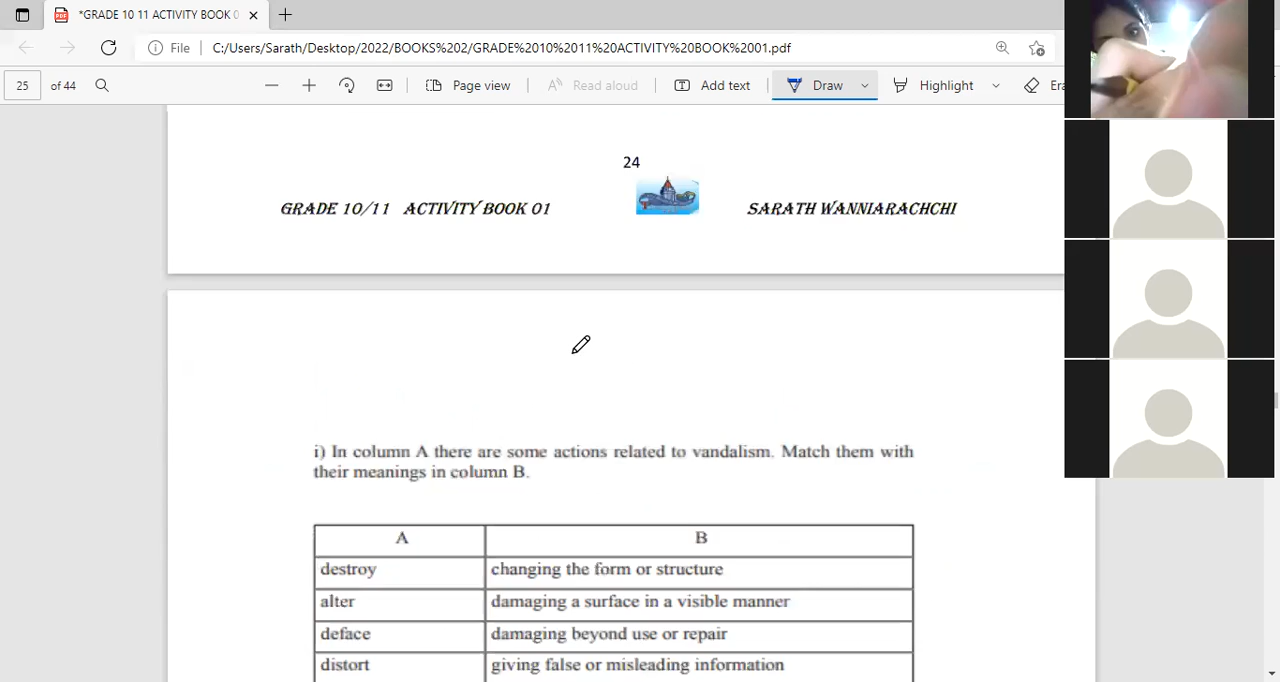 *GRADE 10 11 ACTIVITY BOOK 0
File
C:/Users/Sarath/Desktop/2022/BOOKS%202/GRADE%2010%2011%20ACTIVITY%20BOOK%2001.pdf
25 of 44
Page view
Read aloud
Add text
Draw
Highlight
Era
24
GRADE 10/11 ACTIVITY BOOK 01
SARATH WANNIARACHCHI
i) In column A there are some actions related to vandalism. Match them with
their meanings in column B.
A B
destroy changing the form or structure
alter damaging a surface in a visible manner
deface damaging beyond use or repair
distort giving false or misleading information